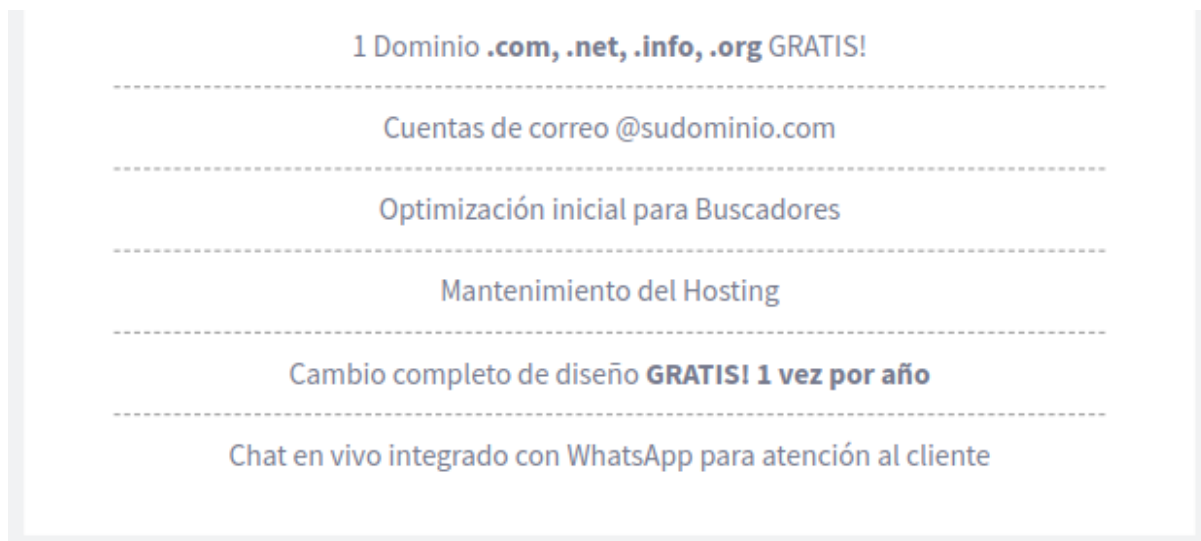 1 Dominio .com, .net, .info, .org GRATIS!
Cuentas de correo @sudominio.com
Optimización inicial para Buscadores
Mantenimiento del Hosting
Cambio completo de diseño GRATIS! 1 vez por año
Chat en vivo integrado con WhatsApp para atención al cliente